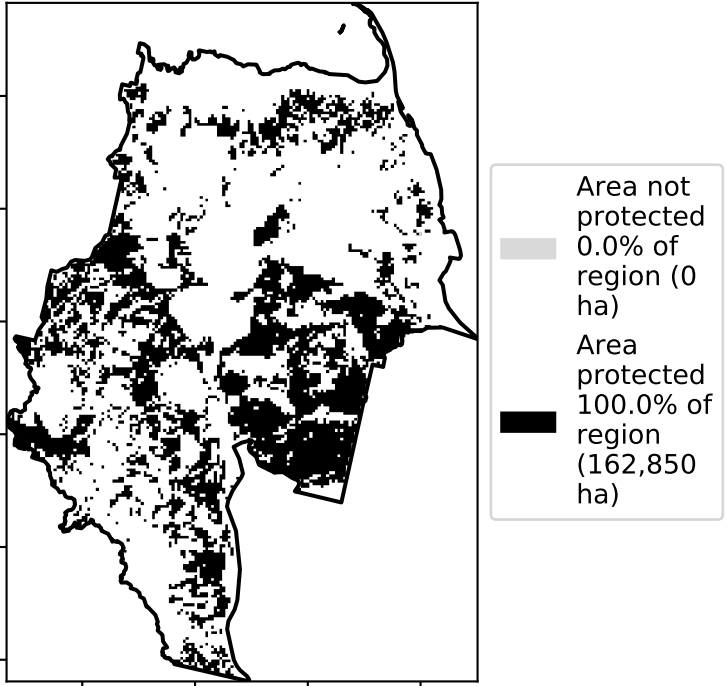 Area not
protected
0.0% of
region (0
ha)
Area
protected
100.0% of
region
(162,850
ha)